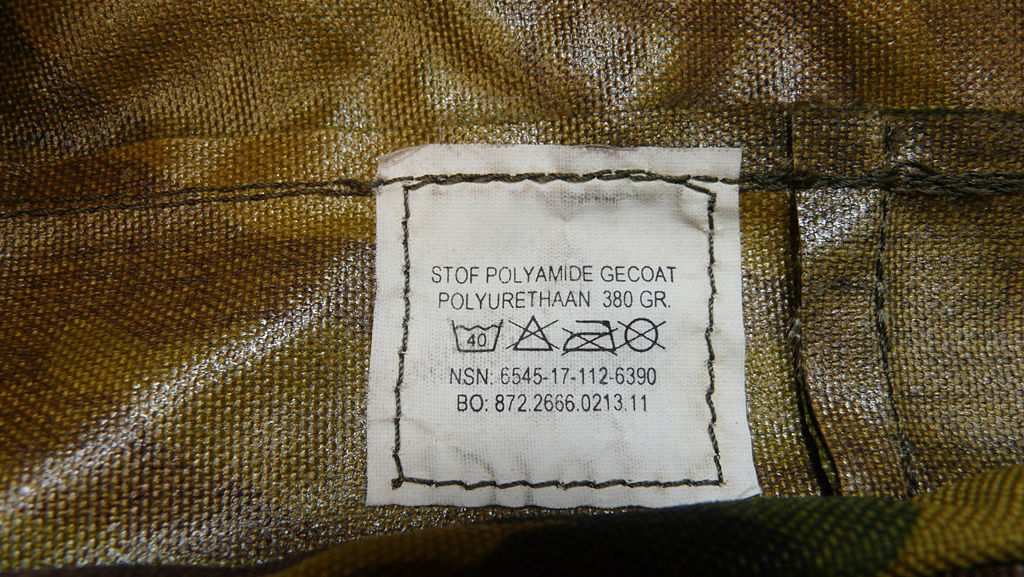 STOF POLYAMIDE GECOAT
POLYURETHAAN 380 GR.
40
NSN: 6545-17-112-6390
BO: 872.2666.0213.11